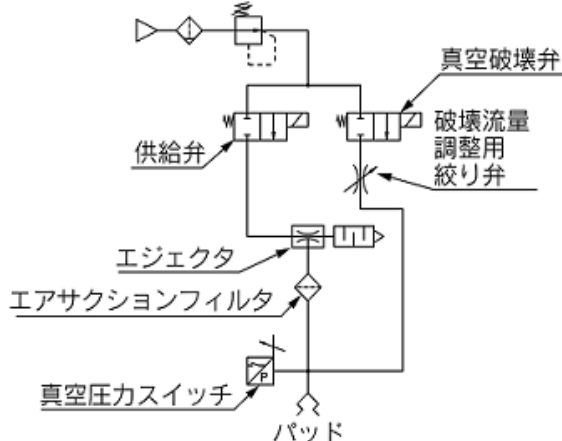 真空破壊弁
供給弁
破壊流量
調整用
絞り弁
エジェクタ
エアサクションフィルタ
P
真空圧力スイッチ
パッド